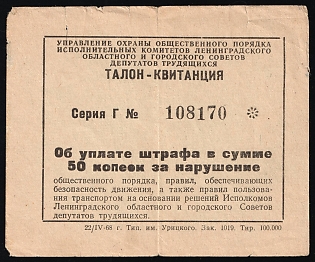 УПРАВЛЕНИЕ ОХРАНЫ ОБЩЕСТВЕННОГО ПОРЯДКА
ИСПОЛНИТЕЛЬНЫХ КОМИТЕТОВ ЛЕНИНГРАДСКОГО
ОБЛАСТНОГО И ГОРОДСКОГО СОВЕТОВ
ДЕПУТАТОВ ТРУДЯЩИХСЯ
ТАЛОН-КВИТАНЦИЯ
Серия Г № 108170 *
Об уплате штрафа в сумме
50 копеек за нарушение
общественного порядка, правил, обеспечивающих
безопасность движения, а также правил пользова-
ния транспортом на основании решений Исполкомов
Ленинградского областного и городского Советов
депутатов трудящихся.
22/IV-68 г. Тип. им. Урицкого. Зак. 1019. Тир. 100.000